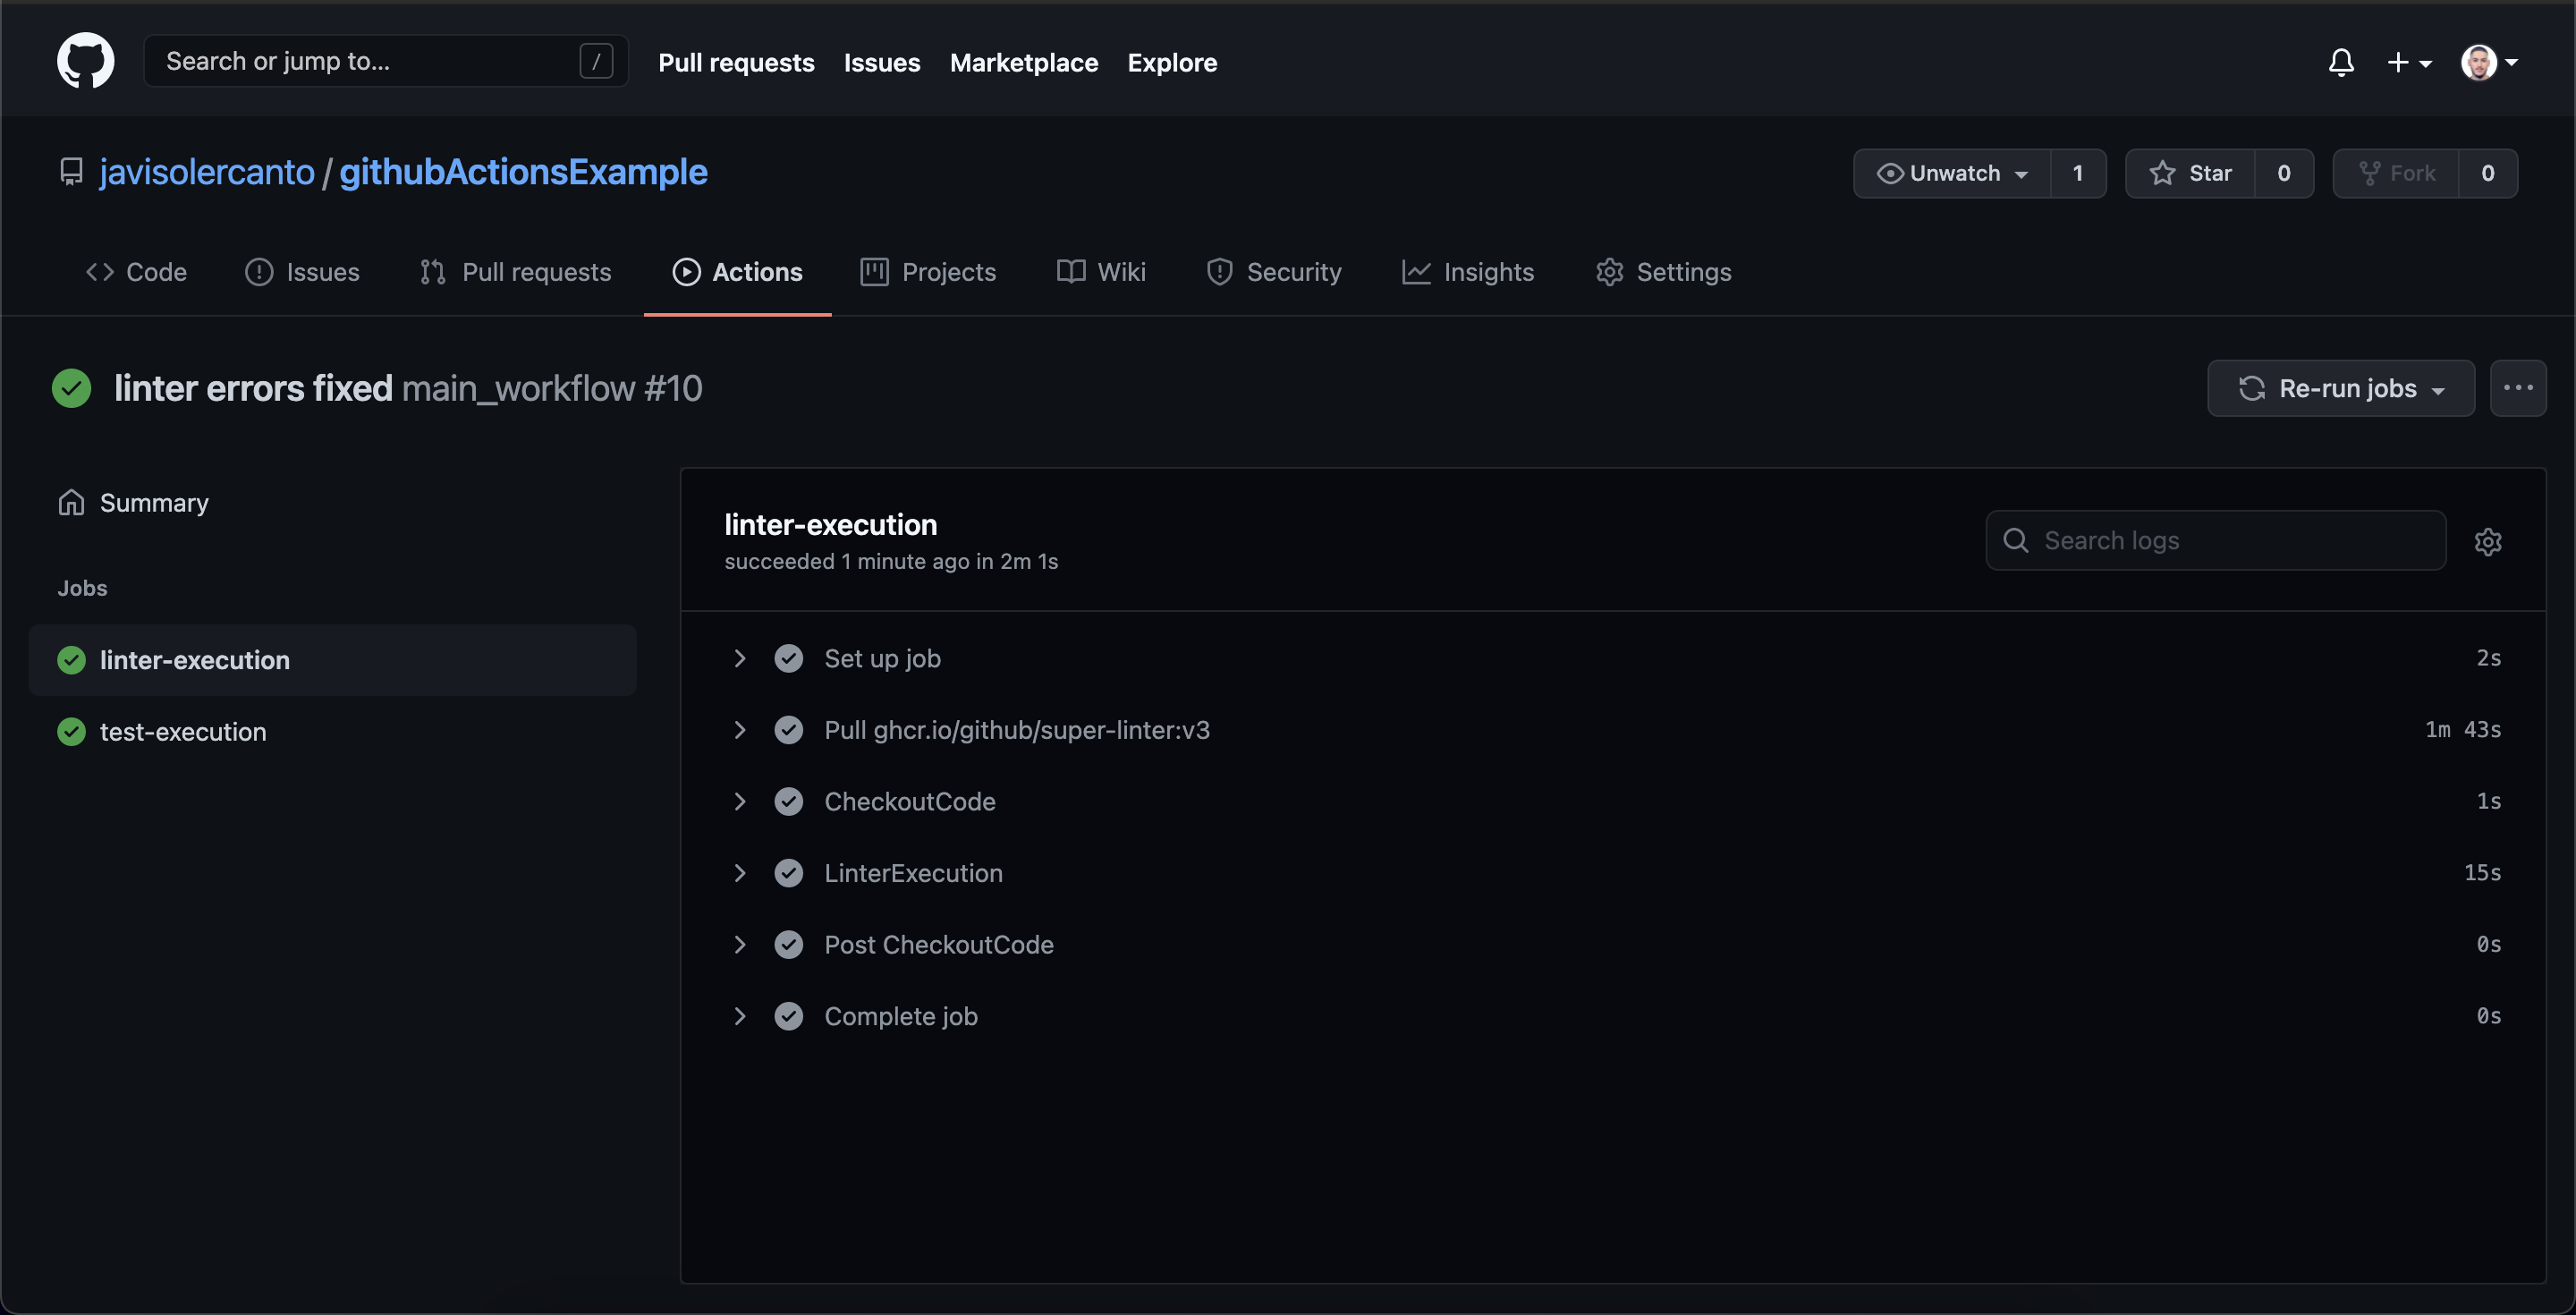 Search or jump to... / Pull requests Issues Marketplace Explore
javisolercanto / githubActionsExample Unwatch 1 Star 0 Fork 0
Code Issues Pull requests Actions Projects Wiki Security Insights Settings
linter errors fixed main_workflow #10 Re-run jobs ...
Summary
Jobs
linter-execution
test-execution
linter-execution
succeeded 1 minute ago in 2m 1s
Search logs
Set up job 2s
Pull ghcr.io/github/super-linter:v3 1m 43s
CheckoutCode 1s
LinterExecution 15s
Post CheckoutCode 0s
Complete job 0s